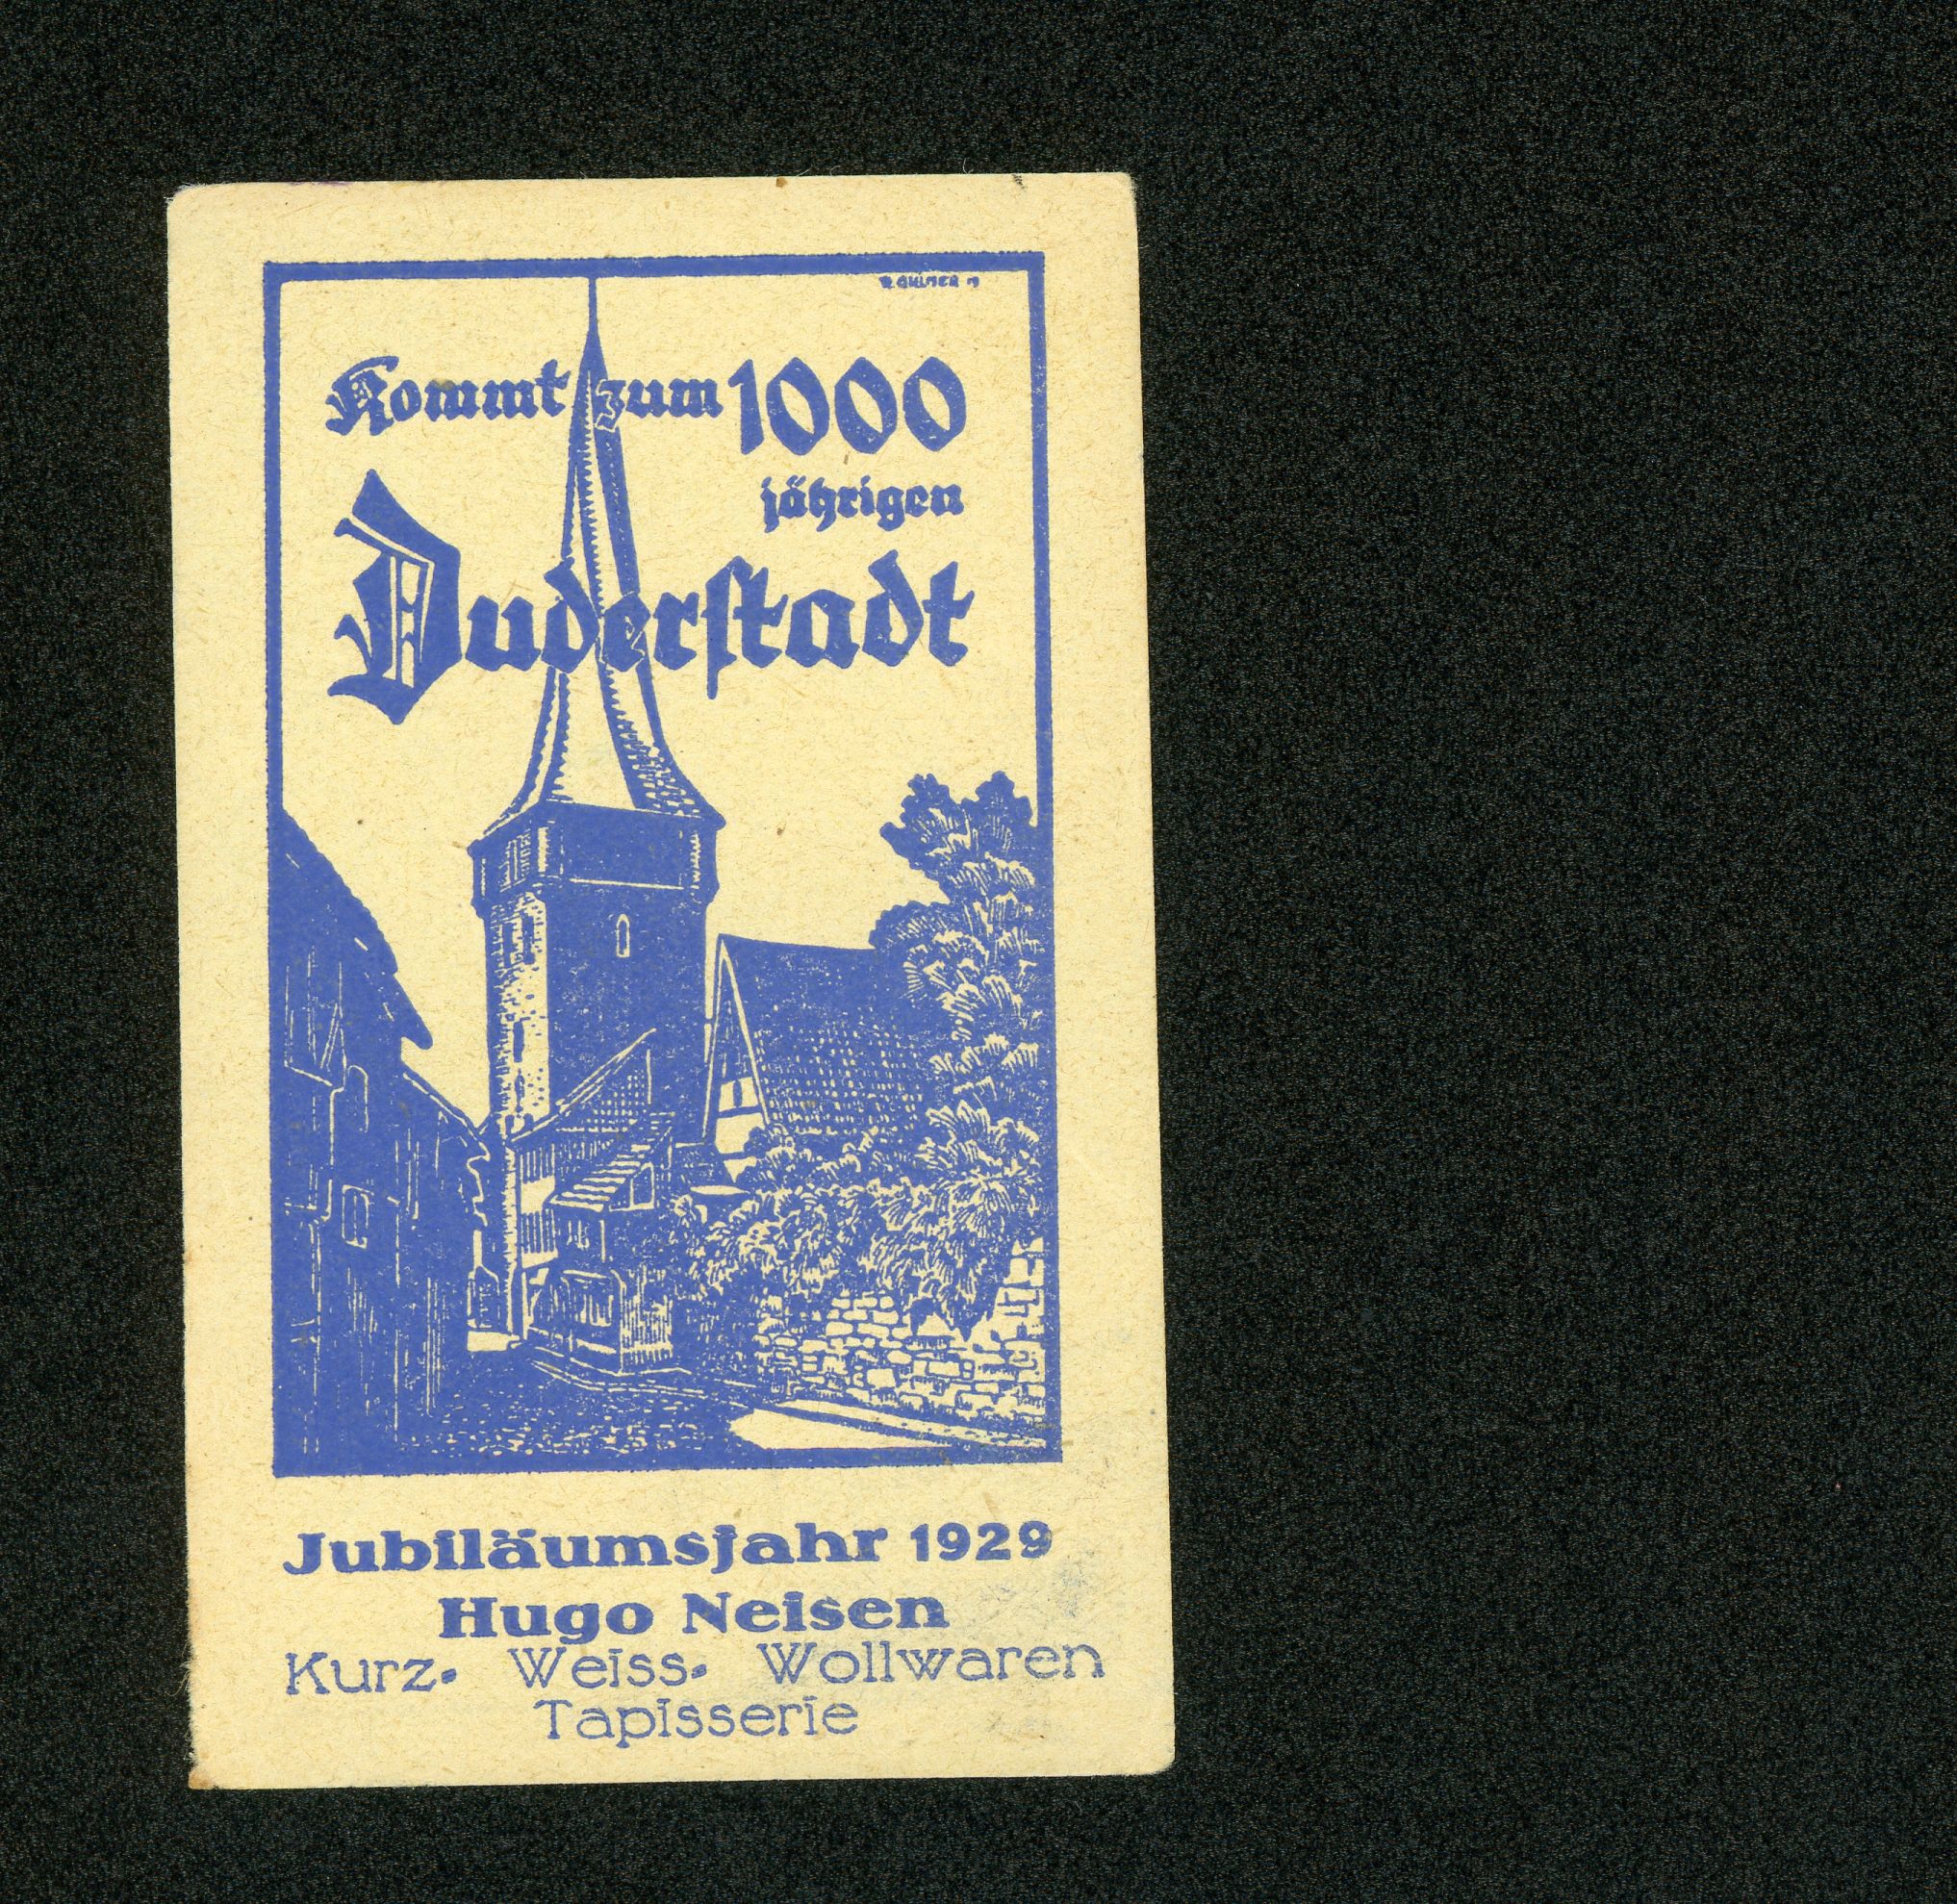 Kommt zum 1000
jährigen
Duderstadt
Jubiläumsjahr 1929
Hugo Neisen
Kurz- Weiss- Wollwaren
Tapisserie